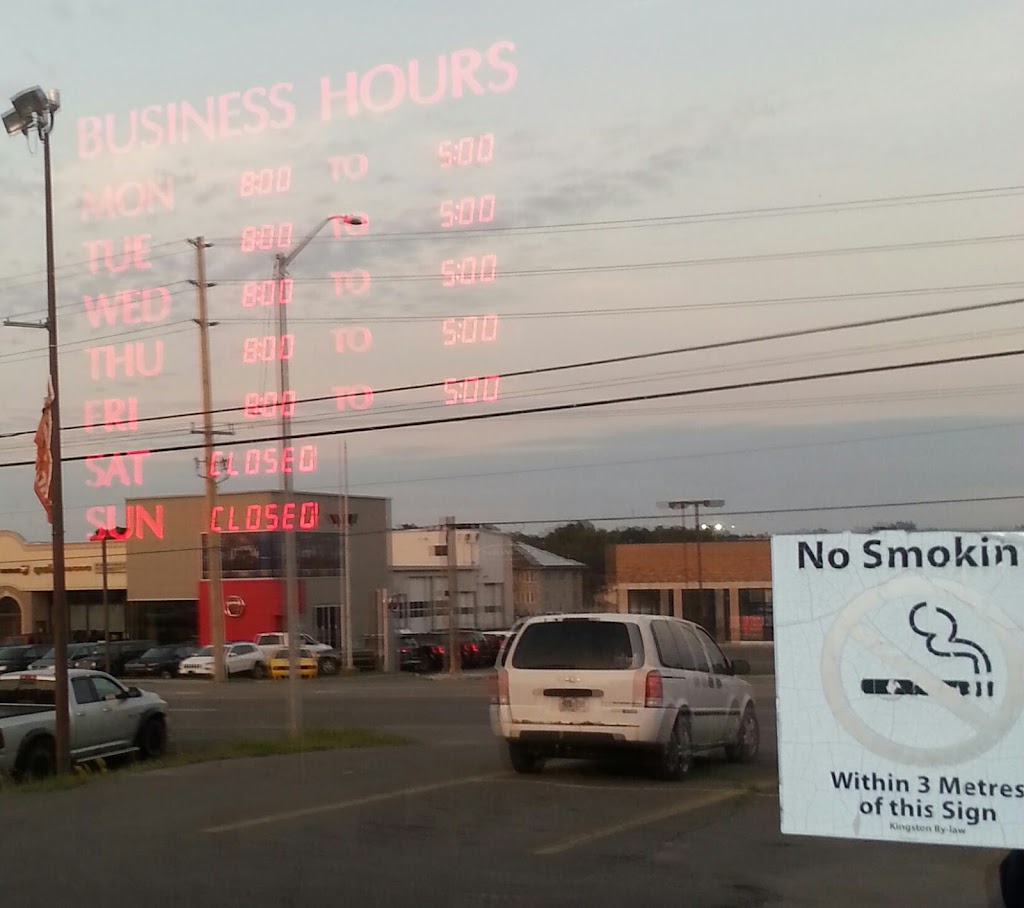 BUSINESS HOURS
MON 8:00 TO 5:00
TUE 8:00 TO 5:00
WED 8:00 TO 5:00
THU 8:00 TO 5:00
FRI 8:00 TO 5:00
SAT CLOSED
SUN CLOSED
No Smokin
Within 3 Metres
of this Sign
Kingston By-law